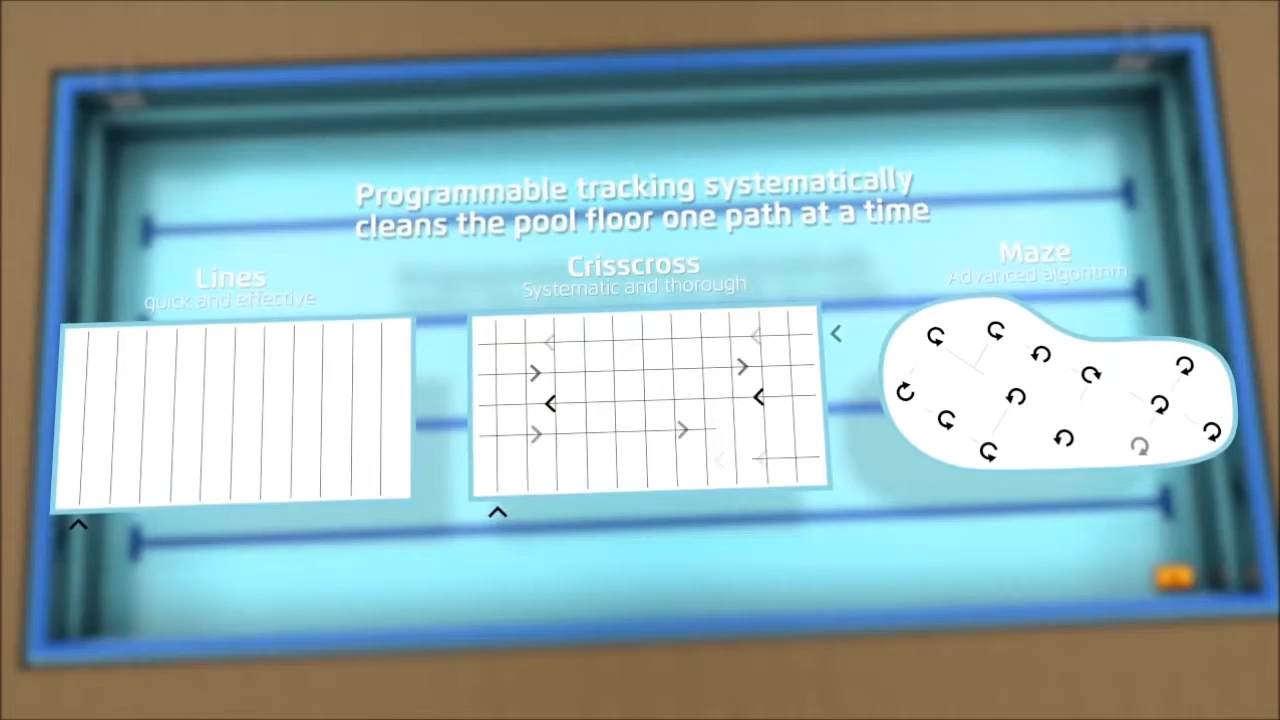 Programmable tracking systematically
cleans the pool floor one path at a time
Lines
quick and effective
Crisscross
Systematic and thorough
Maze
Advanced algorithm